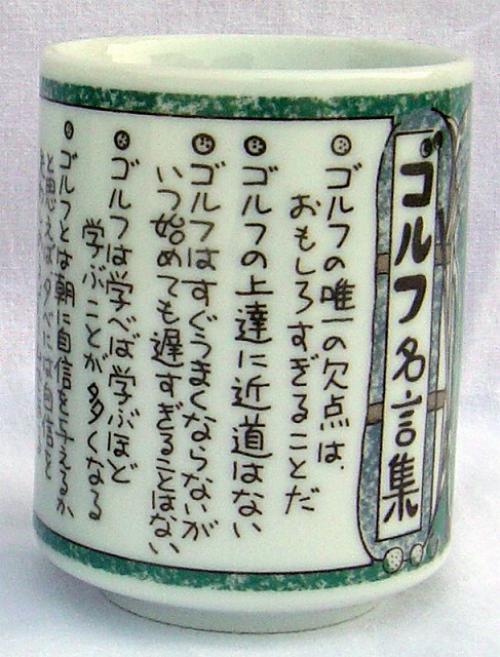 ゴルフ名言集
ゴルフの唯一の欠点は、
おもしろすぎることだ
ゴルフの上達に近道はない
ゴルフはすぐうまくならないが
いつ始めても遅すぎることはない
ゴルフは学べば学ぶほど
学ぶことが多くなる
ゴルフとは朝に自信を与えるか
と思えば夕べには自信を